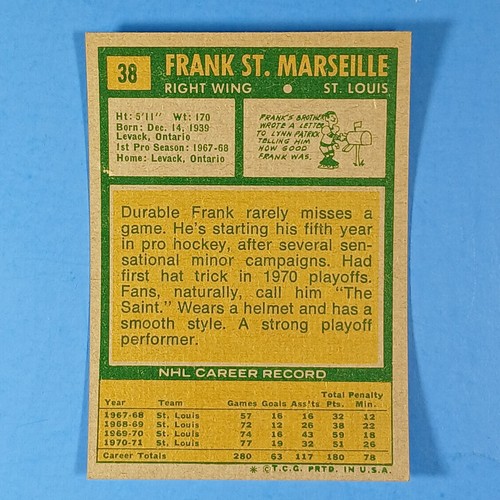 38 FRANK ST. MARSEILLE
RIGHT WING • ST. LOUIS
Ht: 5'11" Wt: 170
Born: Dec. 14, 1939
Levack, Ontario
1st Pro Season: 1967-68
Home: Levack, Ontario
FRANK'S BROTHER
WROTE A LETTER
TO LYNN PATRICK
TELLING HIM
HOW GOOD
FRANK WAS.
Durable Frank rarely misses a
game. He's starting his fifth year
in pro hockey, after several sen-
sational minor campaigns. Had
first hat trick in 1970 playoffs.
Fans, naturally, call him "The
Saint." Wears a helmet and has a
smooth style. A strong playoff
performer.
NHL CAREER RECORD
Total Penalty
Year Team Games Goals Ass'ts Pts. Min.
1967-68 St. Louis 57 16 16 32 12
1968-69 St. Louis 72 12 26 38 22
1969-70 St. Louis 74 16 43 59 18
1970-71 St. Louis 77 19 32 51 26
Career Totals 280 63 117 180 78
* © T.C.G. PRTD. IN U.S.A.